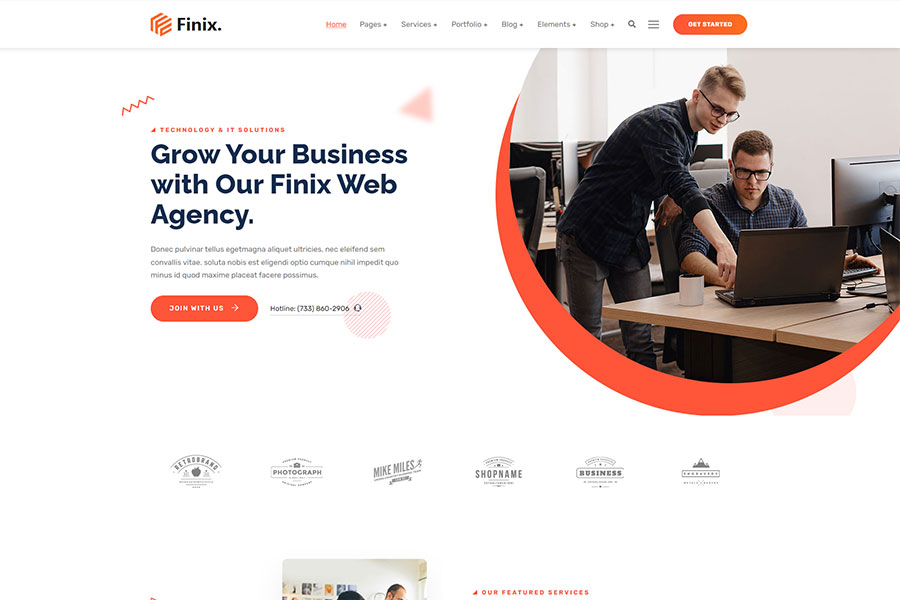 Finix.
Home Pages Services Portfolio Blog Elements Shop
GET STARTED
TECHNOLOGY & IT SOLUTIONS
Grow Your Business
with Our Finix Web
Agency.
Donec pulvinar tellus egetmagna aliquet ultricies, nec eleifend sem
convallis vitae. soluta nobis est eligendi optio cumque nihil impedit quo
minus id quod maxime placeat facere possimus.
JOIN WITH US
Hotline: (733) 860-2906
RETROBRAND
PHOTOGRAPH
MIKE MILES
SHOPNAME
BUSINESS
OUR FEATURED SERVICES